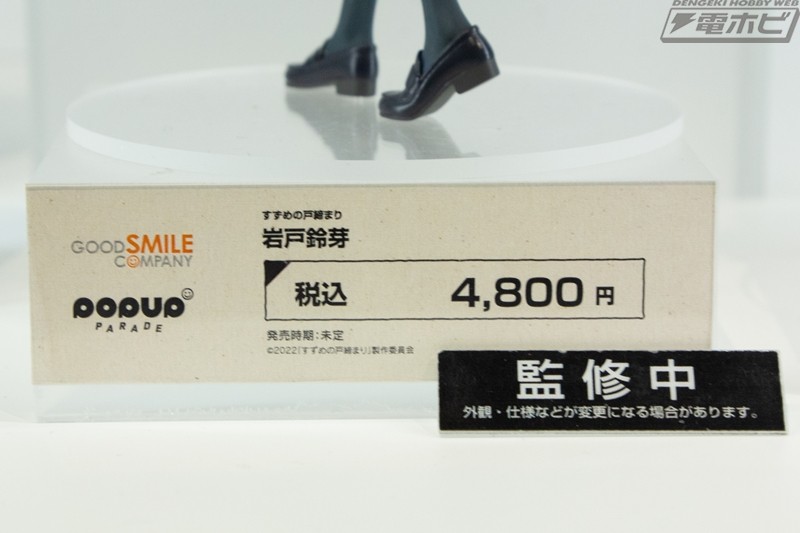 DENGEKI HOBBY WEB
電ホビ
すずめの戸締まり
岩戸鈴芽
GOOD SMILE
COMPANY
POPUP
PARADE
税込 4,800 円
発売時期:未定
©2022「すずめの戸締まり」製作委員会
監修中
外観・仕様などが変更になる場合があります。